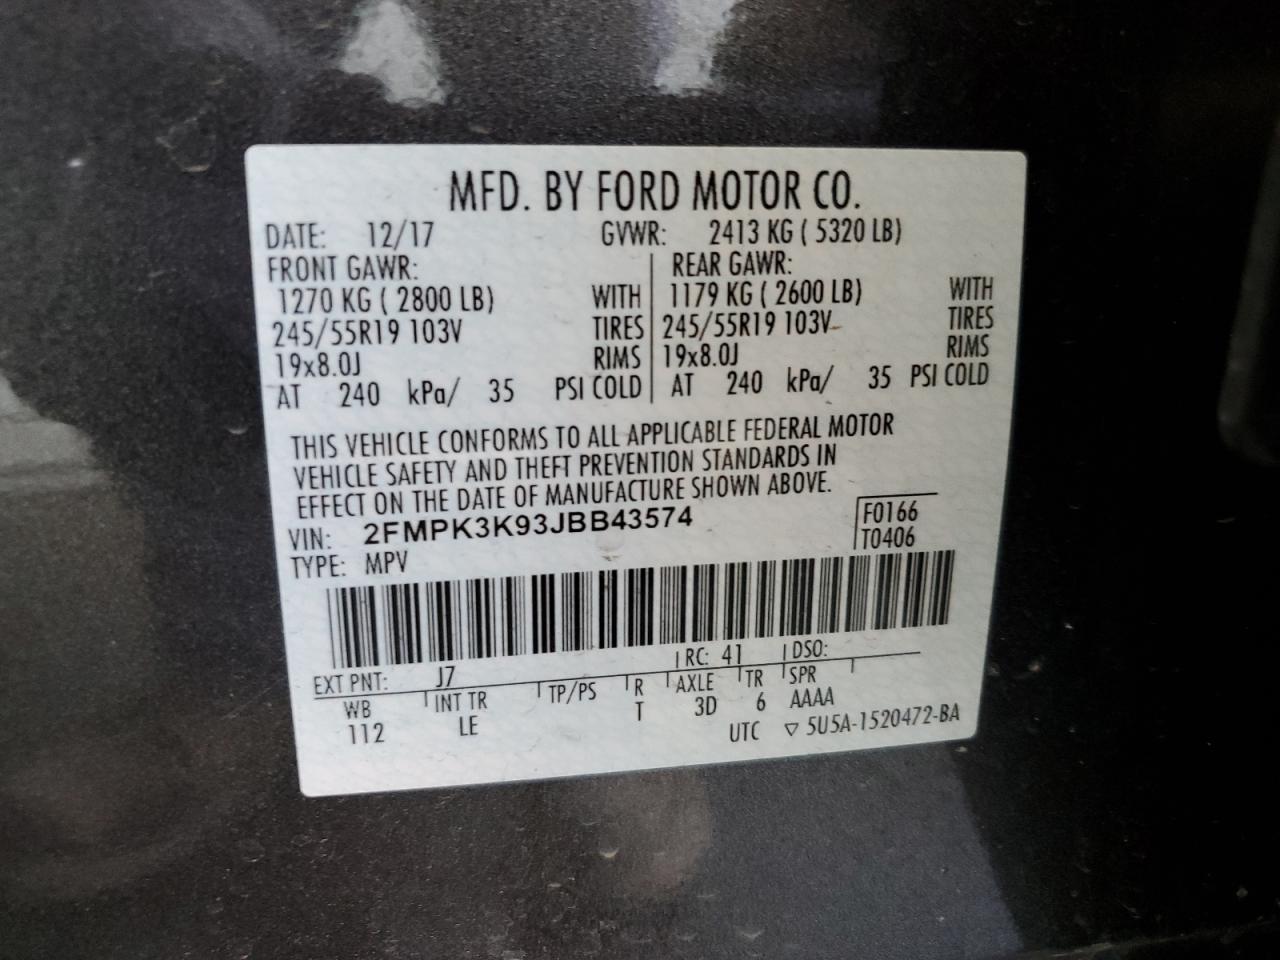 MFD. BY FORD MOTOR CO.
DATE: 12/17 GVWR: 2413 KG ( 5320 LB)
FRONT GAWR: REAR GAWR:
1270 KG ( 2800 LB) WITH 1179 KG ( 2600 LB) WITH
245/55R19 103V TIRES 245/55R19 103V TIRES
19x8.0J RIMS 19x8.0J RIMS
AT 240 kPa/ 35 PSI COLD AT 240 kPa/ 35 PSI COLD
THIS VEHICLE CONFORMS TO ALL APPLICABLE FEDERAL MOTOR
VEHICLE SAFETY AND THEFT PREVENTION STANDARDS IN
EFFECT ON THE DATE OF MANUFACTURE SHOWN ABOVE.
VIN: 2FMPK3K93JBB43574 F0166
TYPE: MPV T0406
EXT PNT: J7 RC: 41 DSO:
WB INT TR TP/PS R AXLE TR SPR
112 LE T 3D 6 AAAA
UTC ▽ 5U5A-1520472-BA